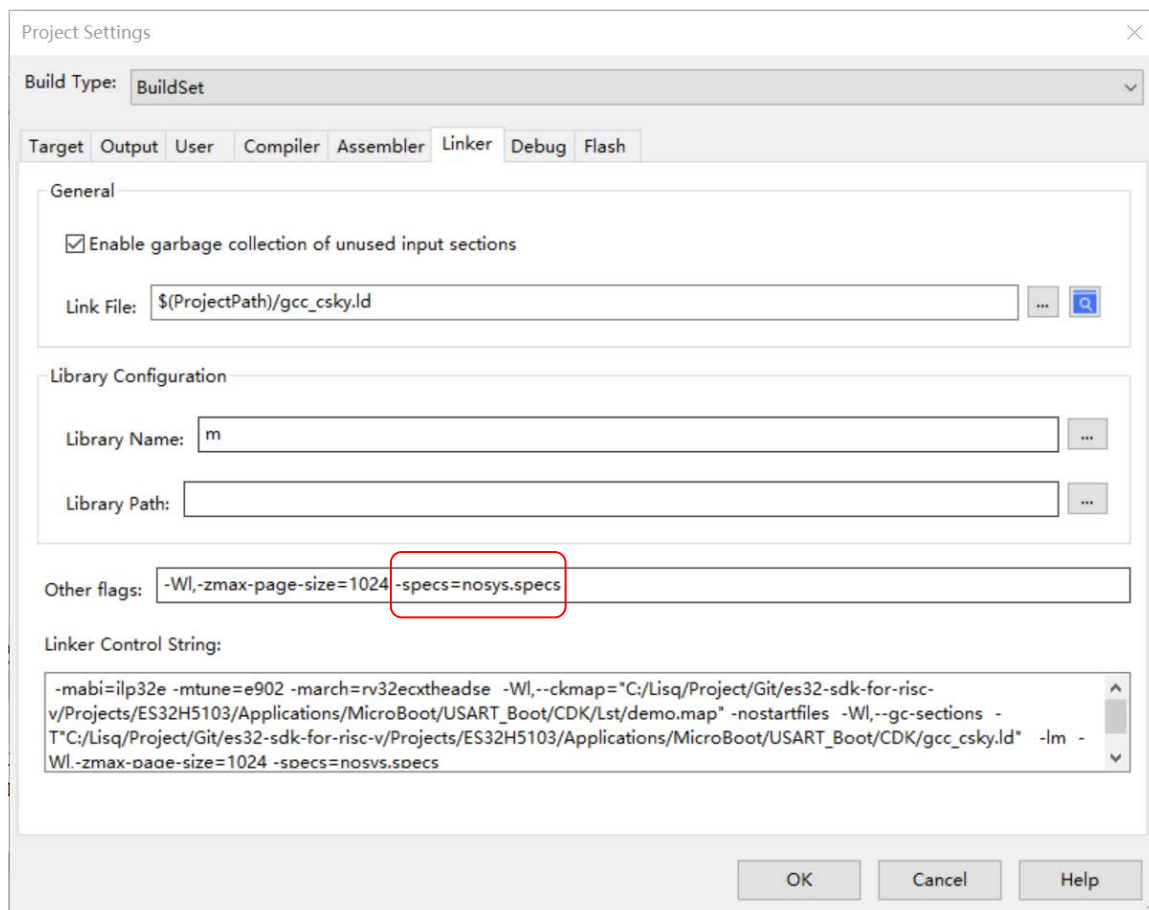 Project Settings
Build Type: BuildSet
Target Output User Compiler Assembler Linker Debug Flash
General
Enable garbage collection of unused input sections
Link File: $(ProjectPath)/gcc_csky.ld ...
Library Configuration
Library Name: m ...
Library Path: ...
Other flags: -Wl,-zmax-page-size=1024 -specs=nosys.specs
Linker Control String:
-mabi=ilp32e -mtune=e902 -march=rv32ecxtheadse -Wl,--ckmap="C:/Lisq/Project/Git/es32-sdk-for-risc-
v/Projects/ES32H5103/Applications/MicroBoot/USART_Boot/CDK/Lst/demo.map" -nostartfiles -Wl,--gc-sections -
T"C:/Lisq/Project/Git/es32-sdk-for-risc-v/Projects/ES32H5103/Applications/MicroBoot/USART_Boot/CDK/gcc_csky.ld" -lm -
Wl,-zmax-page-size=1024 -specs=nosys.specs
OK Cancel Help